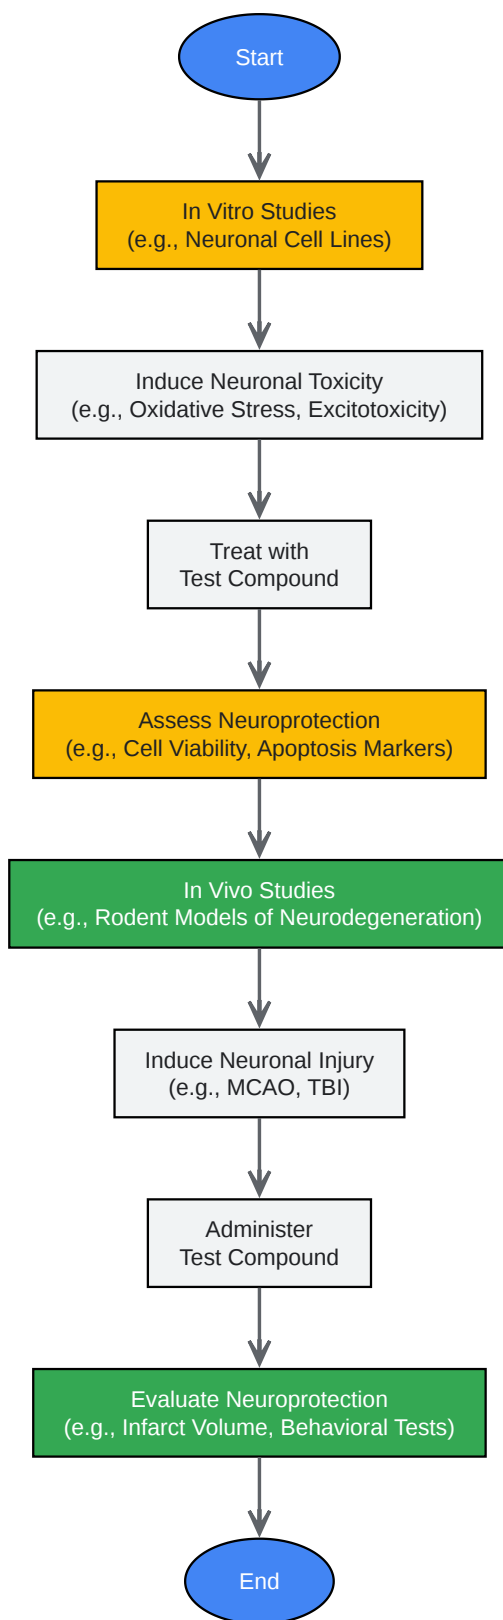 Start
In Vitro Studies
(e.g., Neuronal Cell Lines)
Induce Neuronal Toxicity
(e.g., Oxidative Stress, Excitotoxicity)
Treat with
Test Compound
Assess Neuroprotection
(e.g., Cell Viability, Apoptosis Markers)
In Vivo Studies
(e.g., Rodent Models of Neurodegeneration)
Induce Neuronal Injury
(e.g., MCAO, TBI)
Administer
Test Compound
Evaluate Neuroprotection
(e.g., Infarct Volume, Behavioral Tests)
End